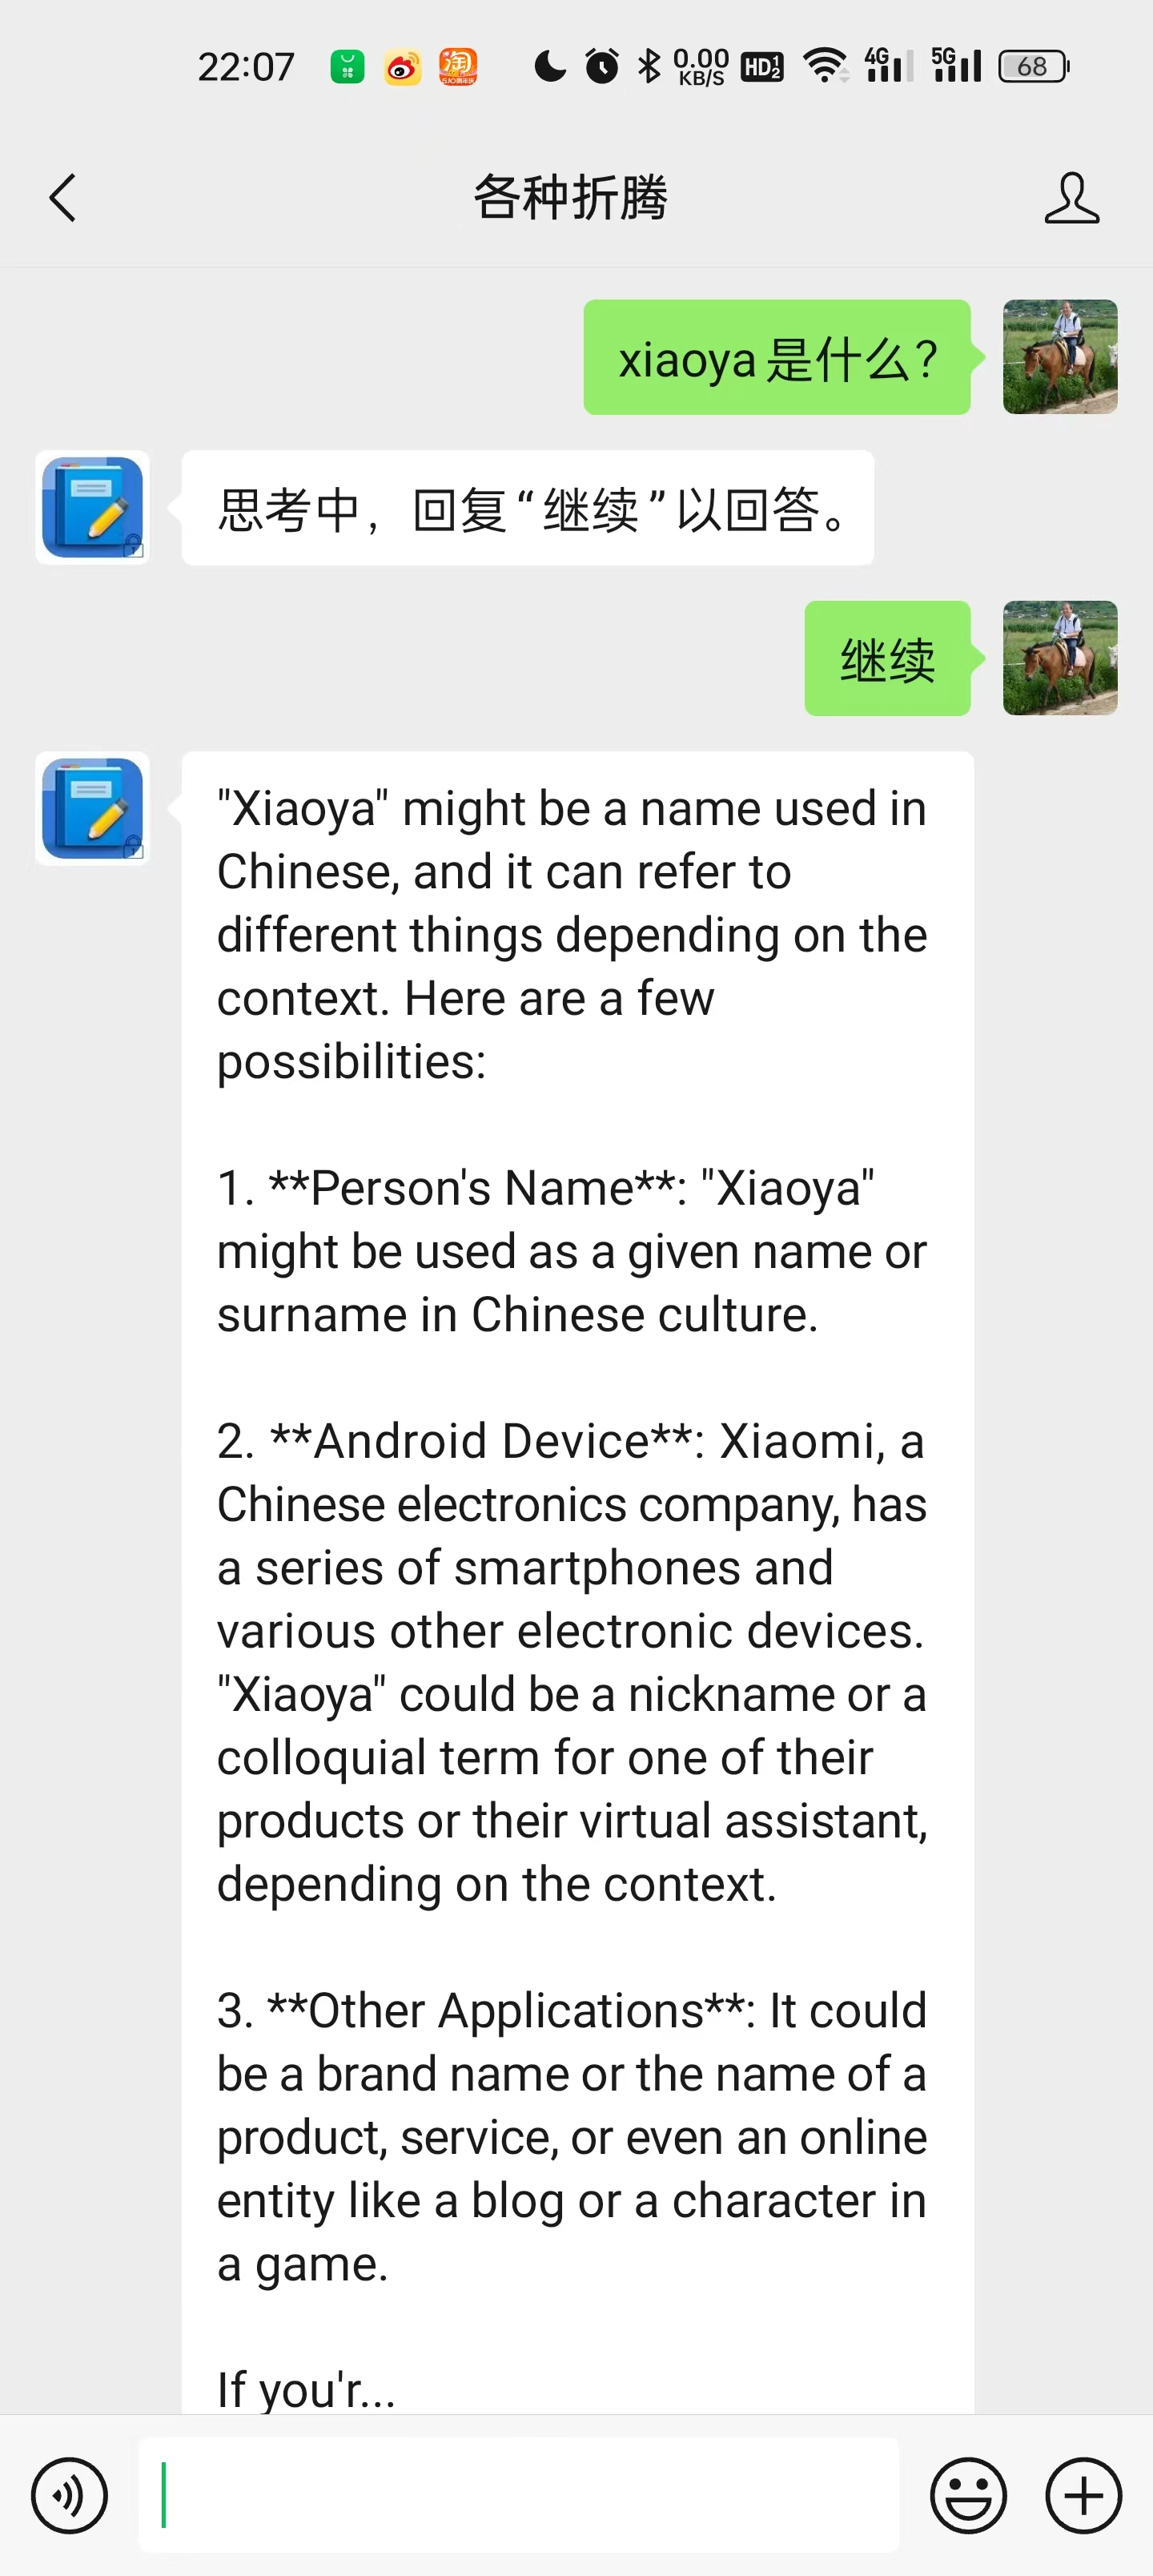 22:07
0.00
KB/S
HD 1 2
4G
5G
68
淘
各种折腾
xiaoya 是什么？
思考中，回复“继续”以回答。
继续
"Xiaoya" might be a name used in
Chinese, and it can refer to
different things depending on the
context. Here are a few
possibilities:
1. **Person's Name**: "Xiaoya"
might be used as a given name or
surname in Chinese culture.
2. **Android Device**: Xiaomi, a
Chinese electronics company, has
a series of smartphones and
various other electronic devices.
"Xiaoya" could be a nickname or a
colloquial term for one of their
products or their virtual assistant,
depending on the context.
3. **Other Applications**: It could
be a brand name or the name of a
product, service, or even an online
entity like a blog or a character in
a game.
If you'r...